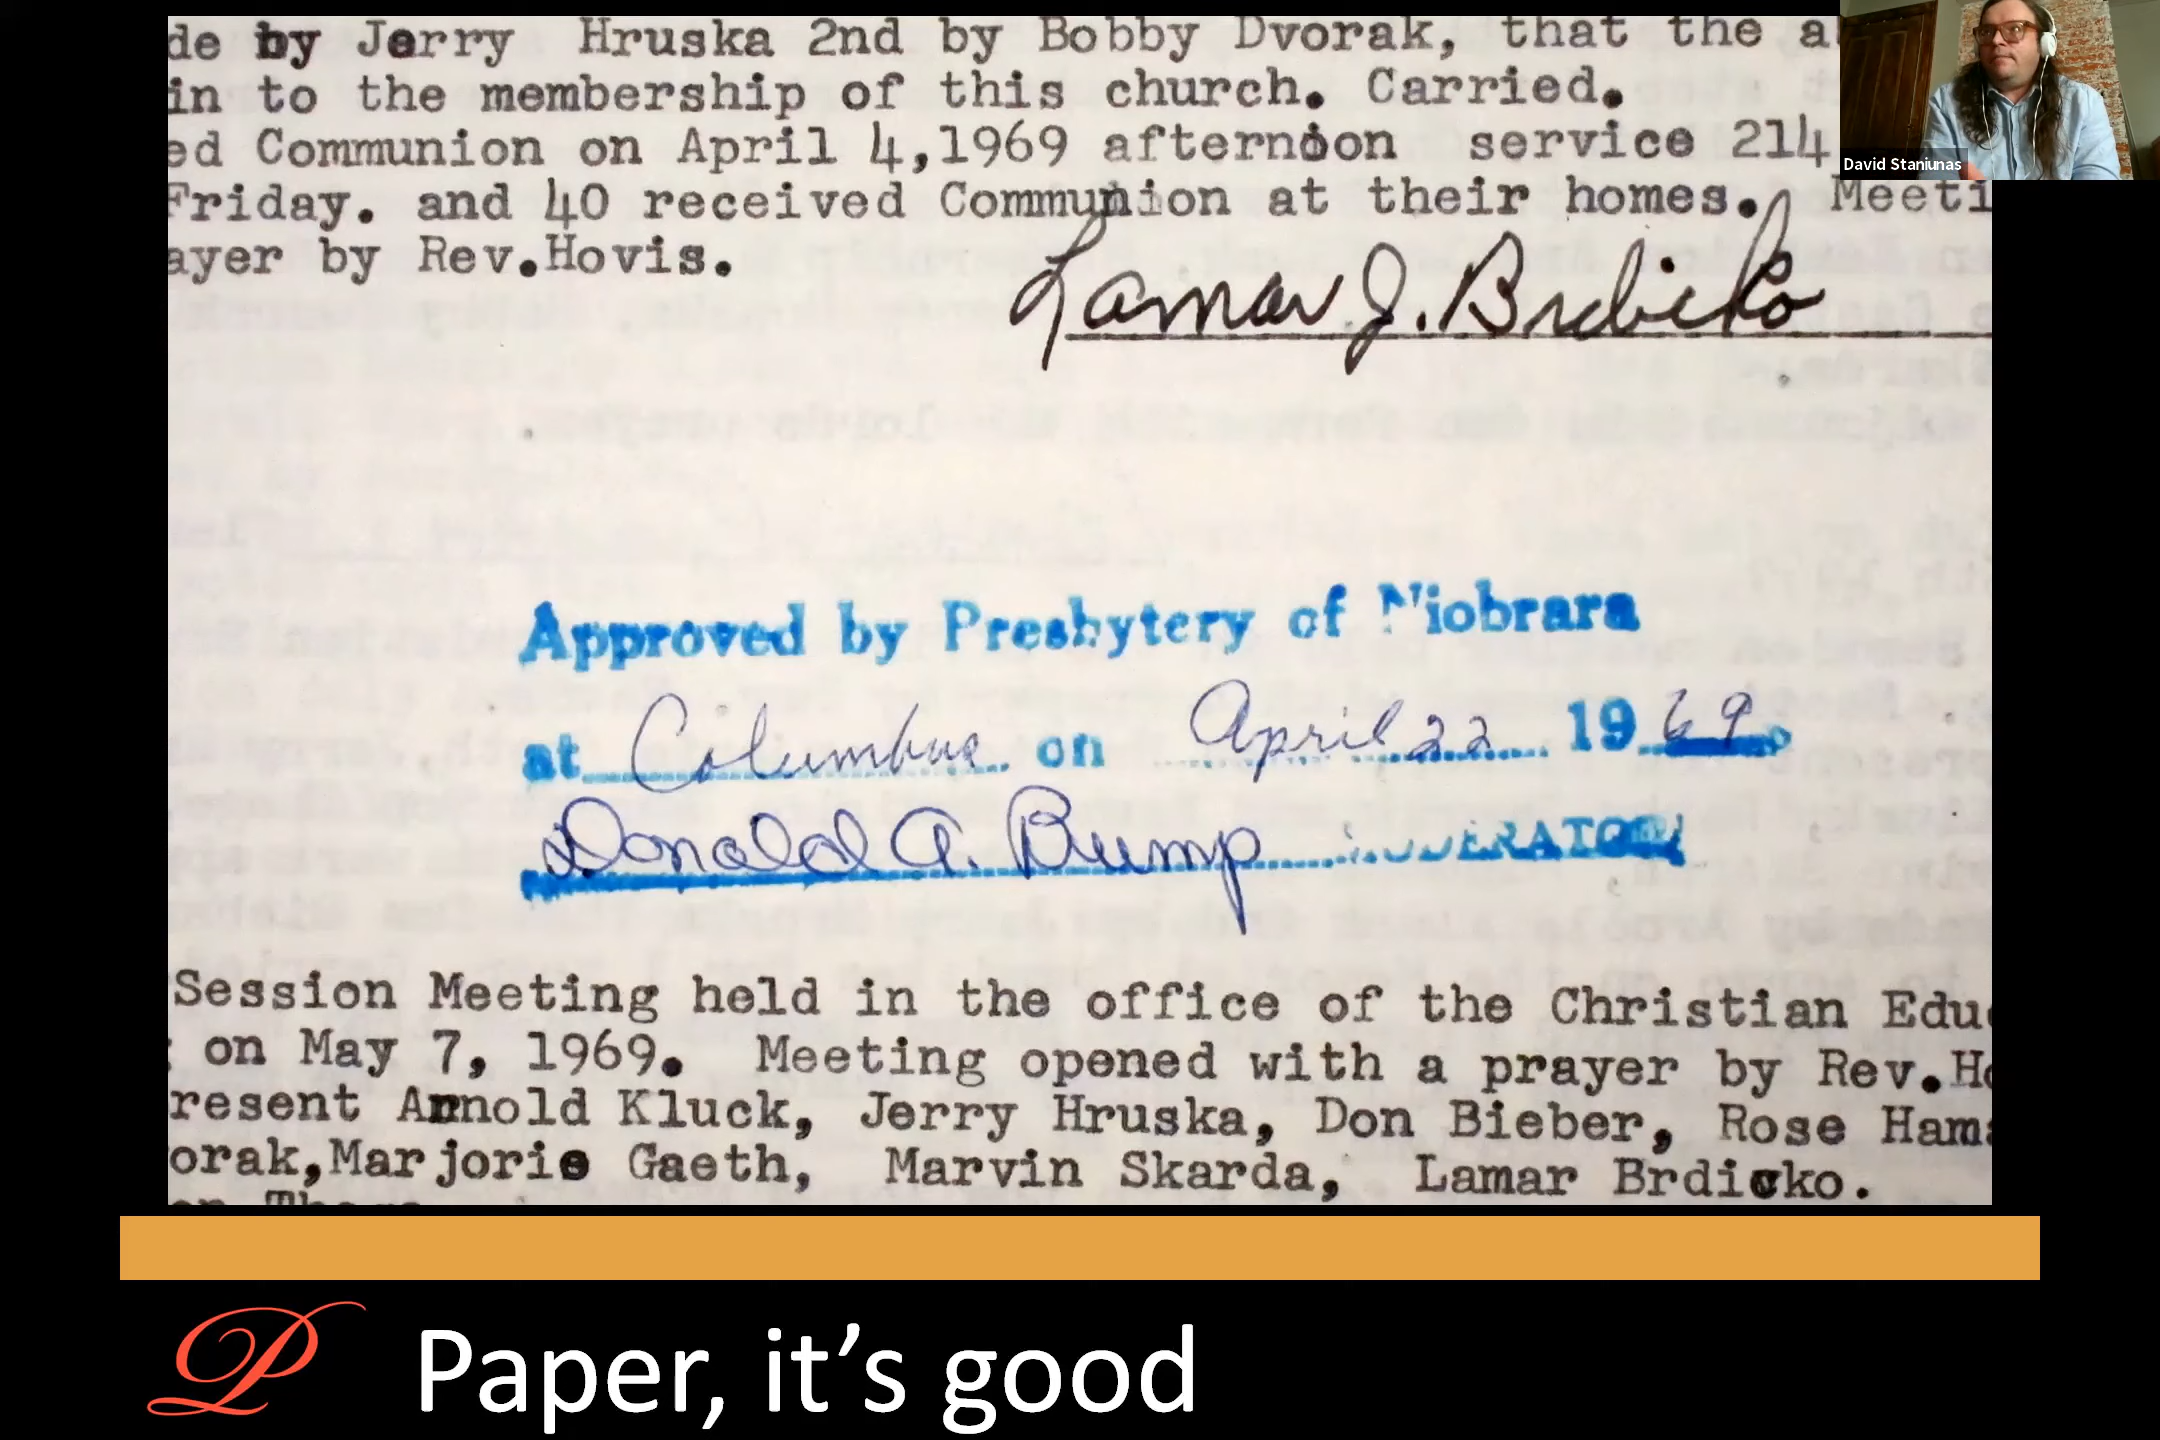 de by Jerry Hruska 2nd by Bobby Dvorak, that the a
in to the membership of this church. Carried.
ed Communion on April 4,1969 afternoon service 214
Friday. and 40 received Communion at their homes. Meeti
ayer by Rev.Hovis.
Lamar J. Brdicko
Approved by Presbytery of Niobrara
at Columbus on April 22 1969
Donald A. Bump MODERATOR
Session Meeting held in the office of the Christian Edu
on May 7, 1969. Meeting opened with a prayer by Rev.Ho
resent Arnold Kluck, Jerry Hruska, Don Bieber, Rose Hama
orak,Marjorie Gaeth, Marvin Skarda, Lamar Brdicko.
David Staniunas
P Paper, it's good